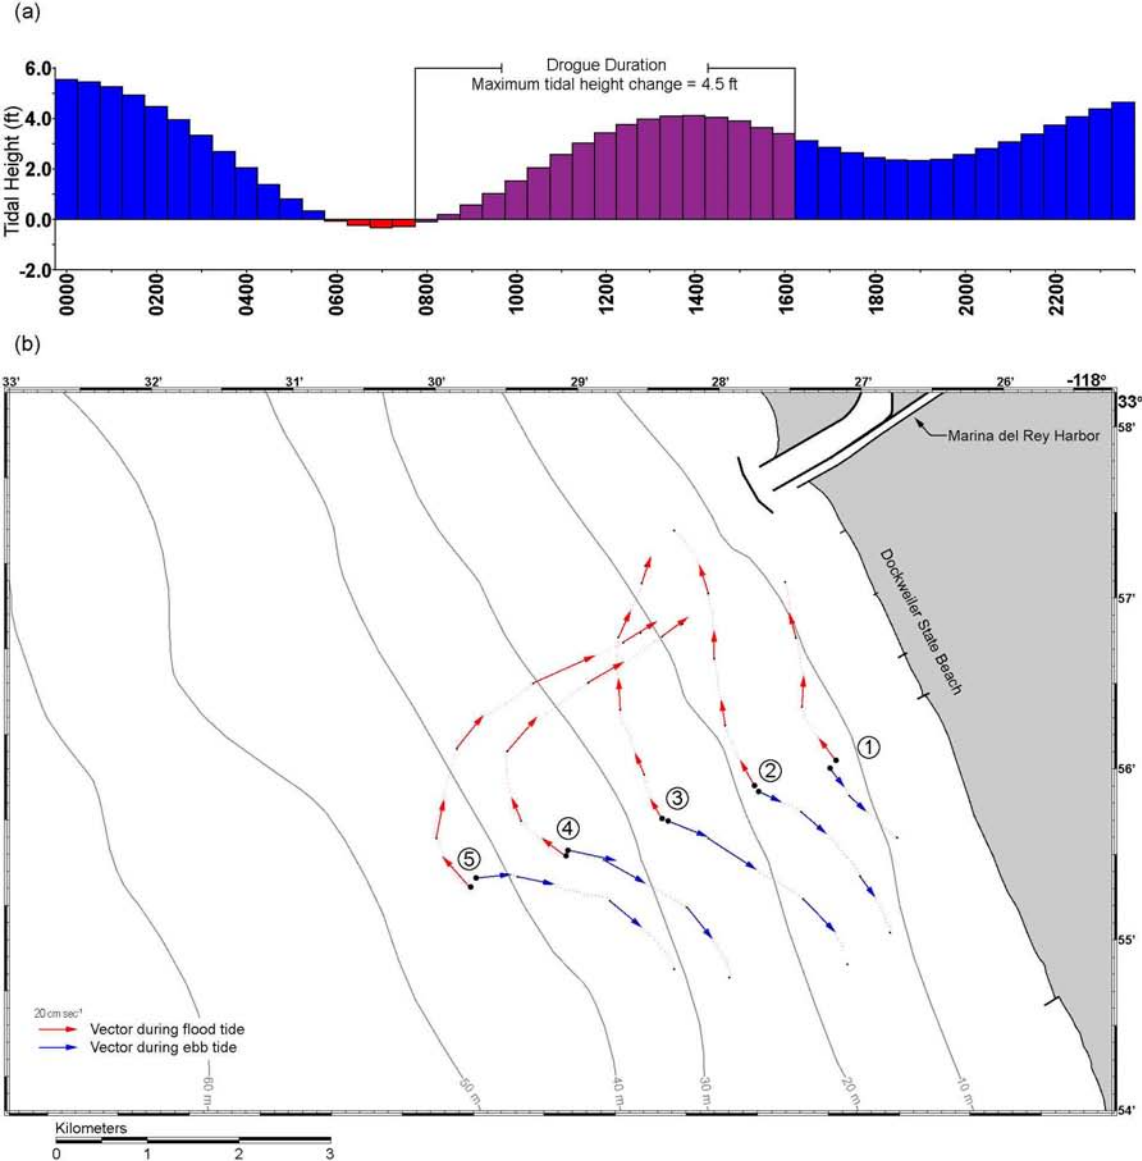 (a)
Drogue Duration
Maximum tidal height change = 4.5 ft
Tidal Height (ft)
6.0
4.0
2.0
0.0
-2.0
0000 0200 0400 0600 0800 1000 1200 1400 1600 1800 2000 2200
(b)
33' 32' 31' 30' 29' 28' 27' 26' -118°
33°
58'
Marina del Rey Harbor
Dockweiler State Beach
57'
1
56'
2
3
4
5
55'
20 cm sec⁻¹
Vector during flood tide
Vector during ebb tide
60 m 50 m 40 m 30 m 20 m 10 m
54'
Kilometers
0 1 2 3